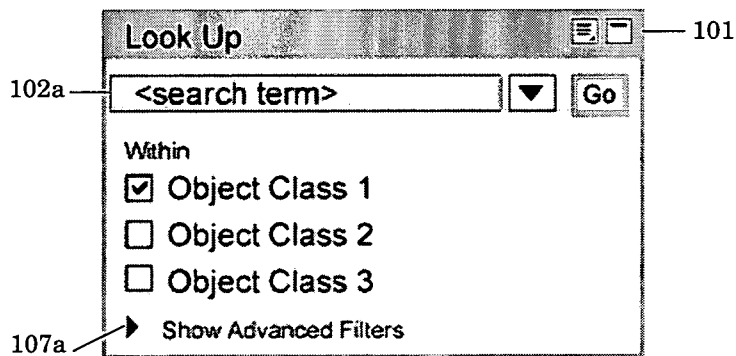 Look Up
101
102a
<search term>
Go
Within
Object Class 1
Object Class 2
Object Class 3
107a
Show Advanced Filters